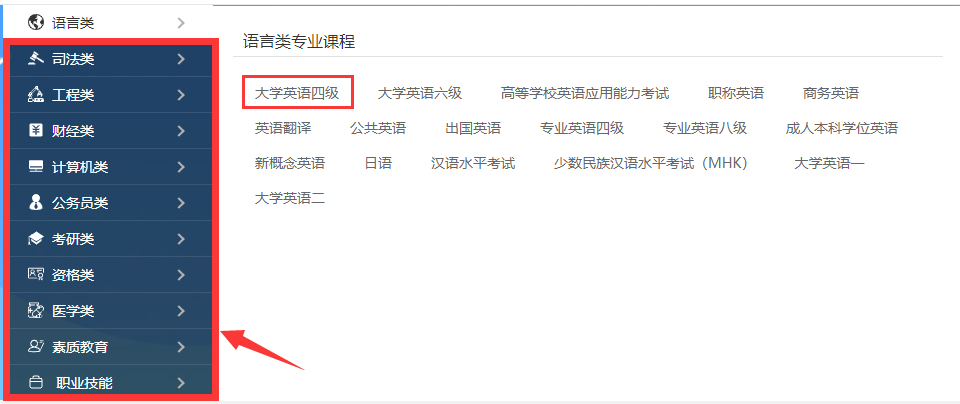 语言类
司法类
工程类
财经类
计算机类
公务员类
考研类
资格类
医学类
素质教育
职业技能
语言类专业课程
大学英语四级 大学英语六级 高等学校英语应用能力考试 职称英语 商务英语
英语翻译 公共英语 出国英语 专业英语四级 专业英语八级 成人本科学位英语
新概念英语 日语 汉语水平考试 少数民族汉语水平考试（MHK） 大学英语一
大学英语二